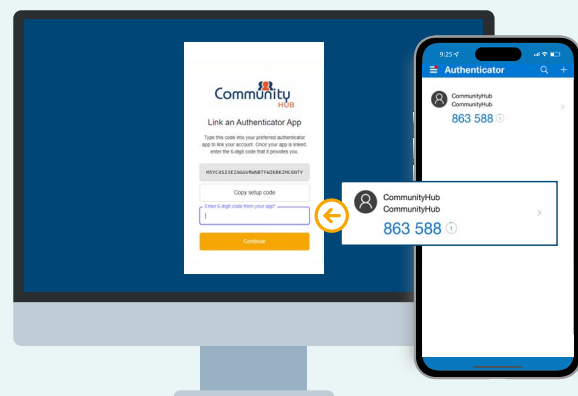 Community
HUB
Link an Authenticator App
Type this code into your preferred authenticator
app to link your account. Once your app is linked,
enter the 6-digit code that it provides you.
Copy setup code
Enter 6-digit code from your app*
Continue
9:25
Authenticator
CommunityHub
CommunityHub
863 588
CommunityHub
CommunityHub
863 588